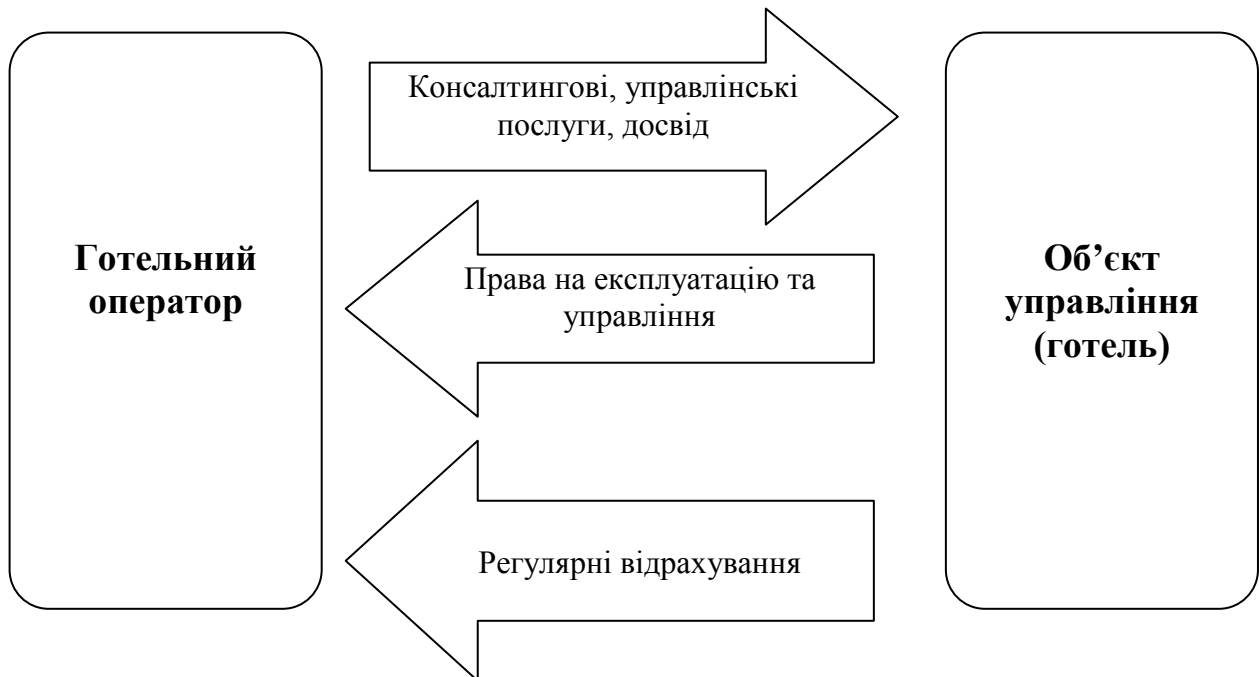 Готельний
оператор
Консалтингові, управлінські
послуги, досвід
Права на експлуатацію та
управління
Регулярні відрахування
Об’єкт
управління
(готель)